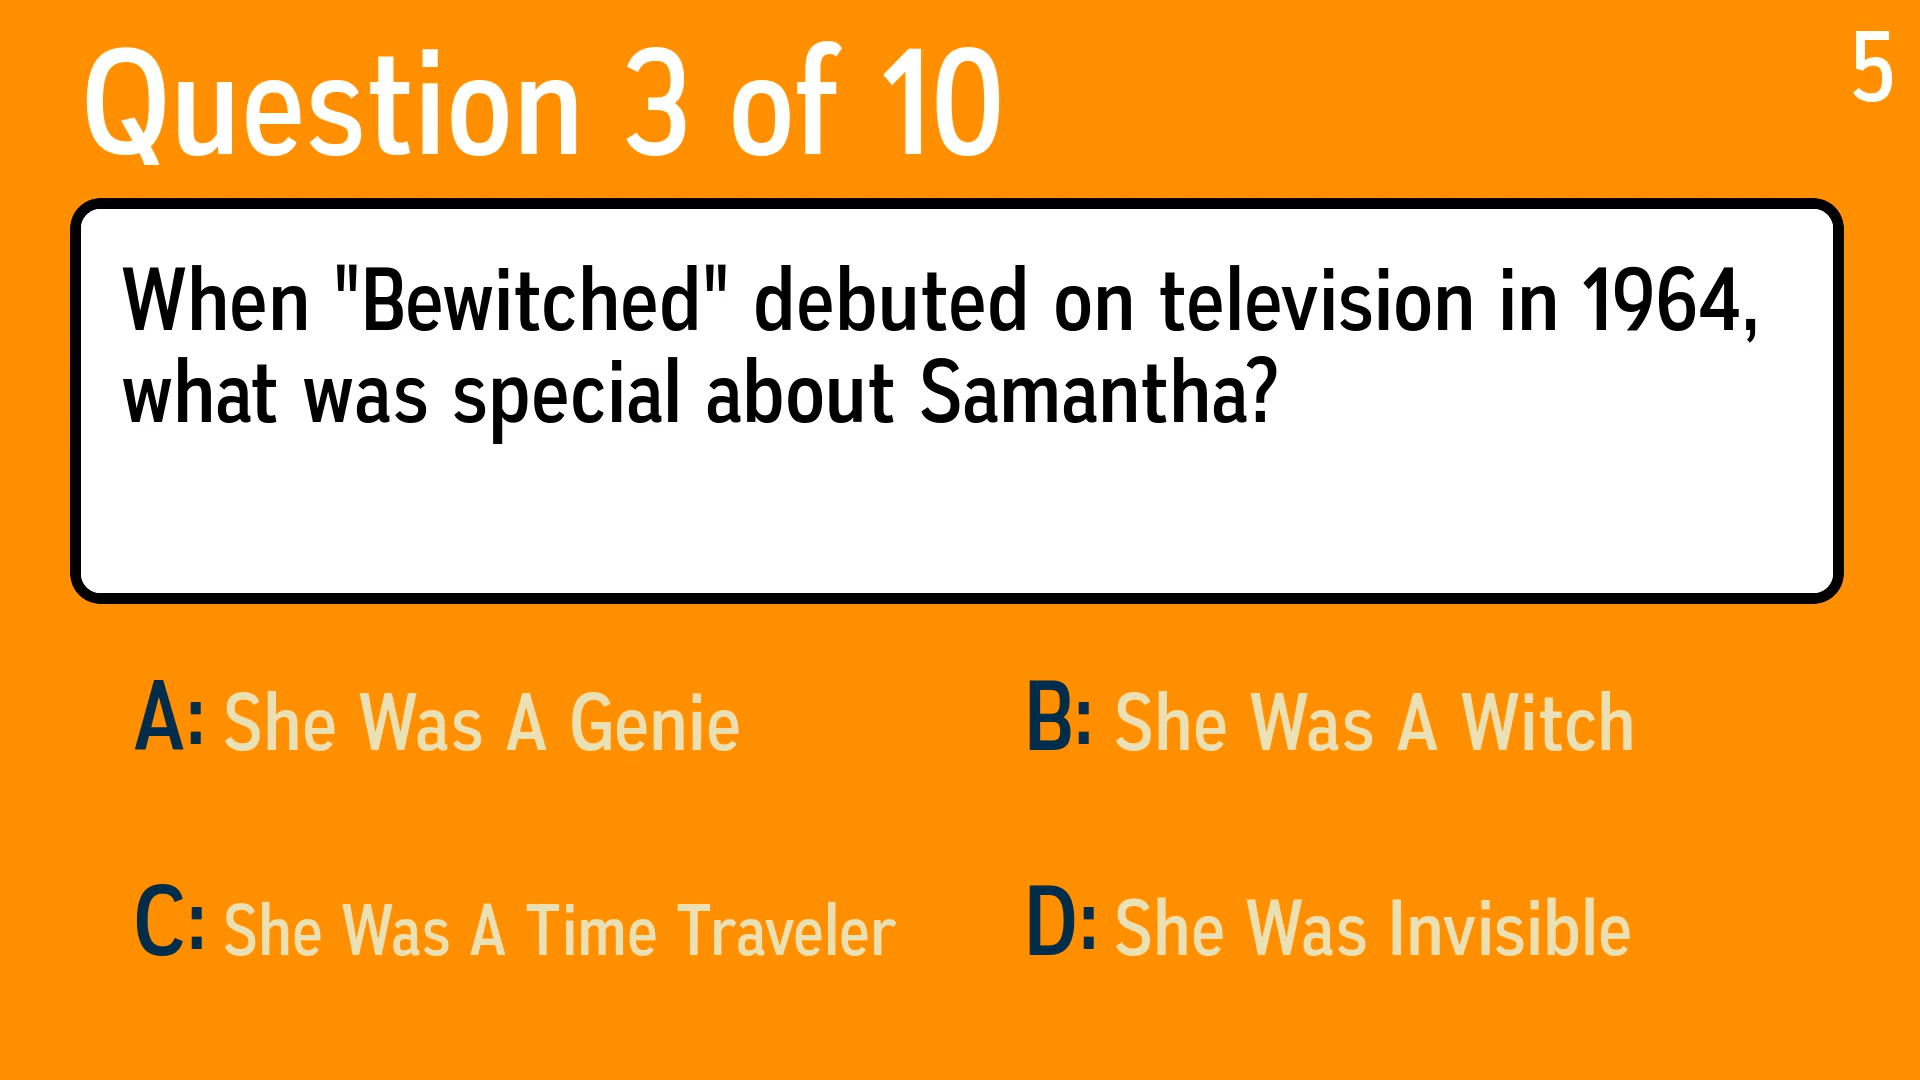 Question 3 of 10
5
When "Bewitched" debuted on television in 1964,
what was special about Samantha?
A: She Was A Genie
B: She Was A Witch
C: She Was A Time Traveler
D: She Was Invisible